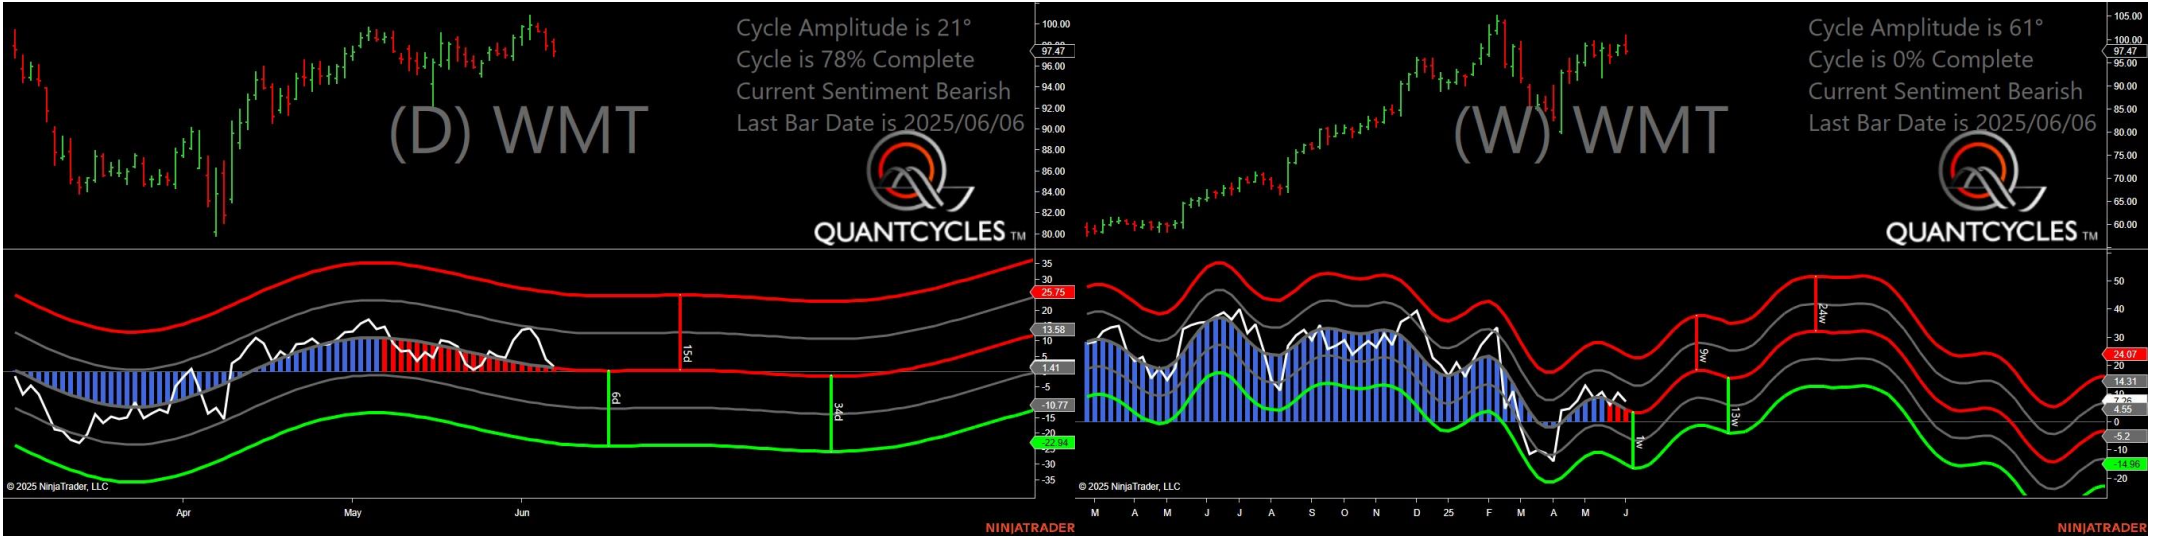 Cycle Amplitude is 21°
Cycle is 78% Complete
Current Sentiment Bearish
Last Bar Date is 2025/06/06
(D) WMT
QUANTCYCLES TM
100.00
97.47
96.00
94.00
92.00
90.00
88.00
86.00
84.00
82.00
80.00
35
30
25.75
20
13.58
10
5
1.41
-5
-10.77
-15
-20
-22.94
-30
-35
15d
6d
34d
© 2025 NinjaTrader, LLC
Apr
May
Jun
NINJATRADER
Cycle Amplitude is 61°
Cycle is 0% Complete
Current Sentiment Bearish
Last Bar Date is 2025/06/06
(W) WMT
QUANTCYCLES TM
105.00
100.00
97.47
95.00
90.00
85.00
80.00
75.00
70.00
65.00
60.00
50
40
30
24.07
20
14.31
7.26
4.55
0
-5.2
-10
-14.96
-20
9w
24w
13w
1w
© 2025 NinjaTrader, LLC
M A M J J A S O N D 25 F M A M J
NINJATRADER